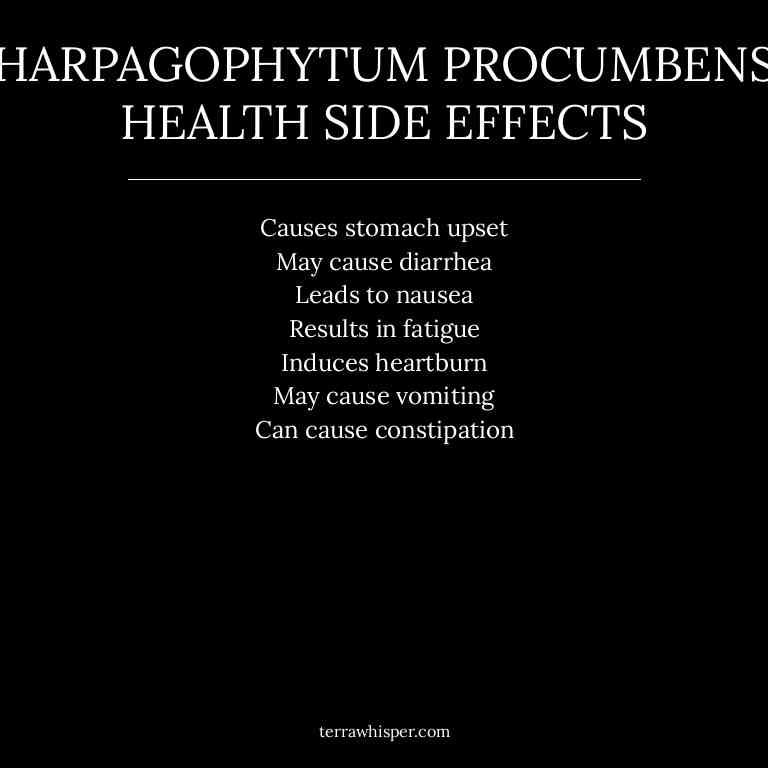 HARPAGOPHYTUM PROCUMBENS
HEALTH SIDE EFFECTS
Causes stomach upset
May cause diarrhea
Leads to nausea
Results in fatigue
Induces heartburn
May cause vomiting
Can cause constipation
terrawhisper.com